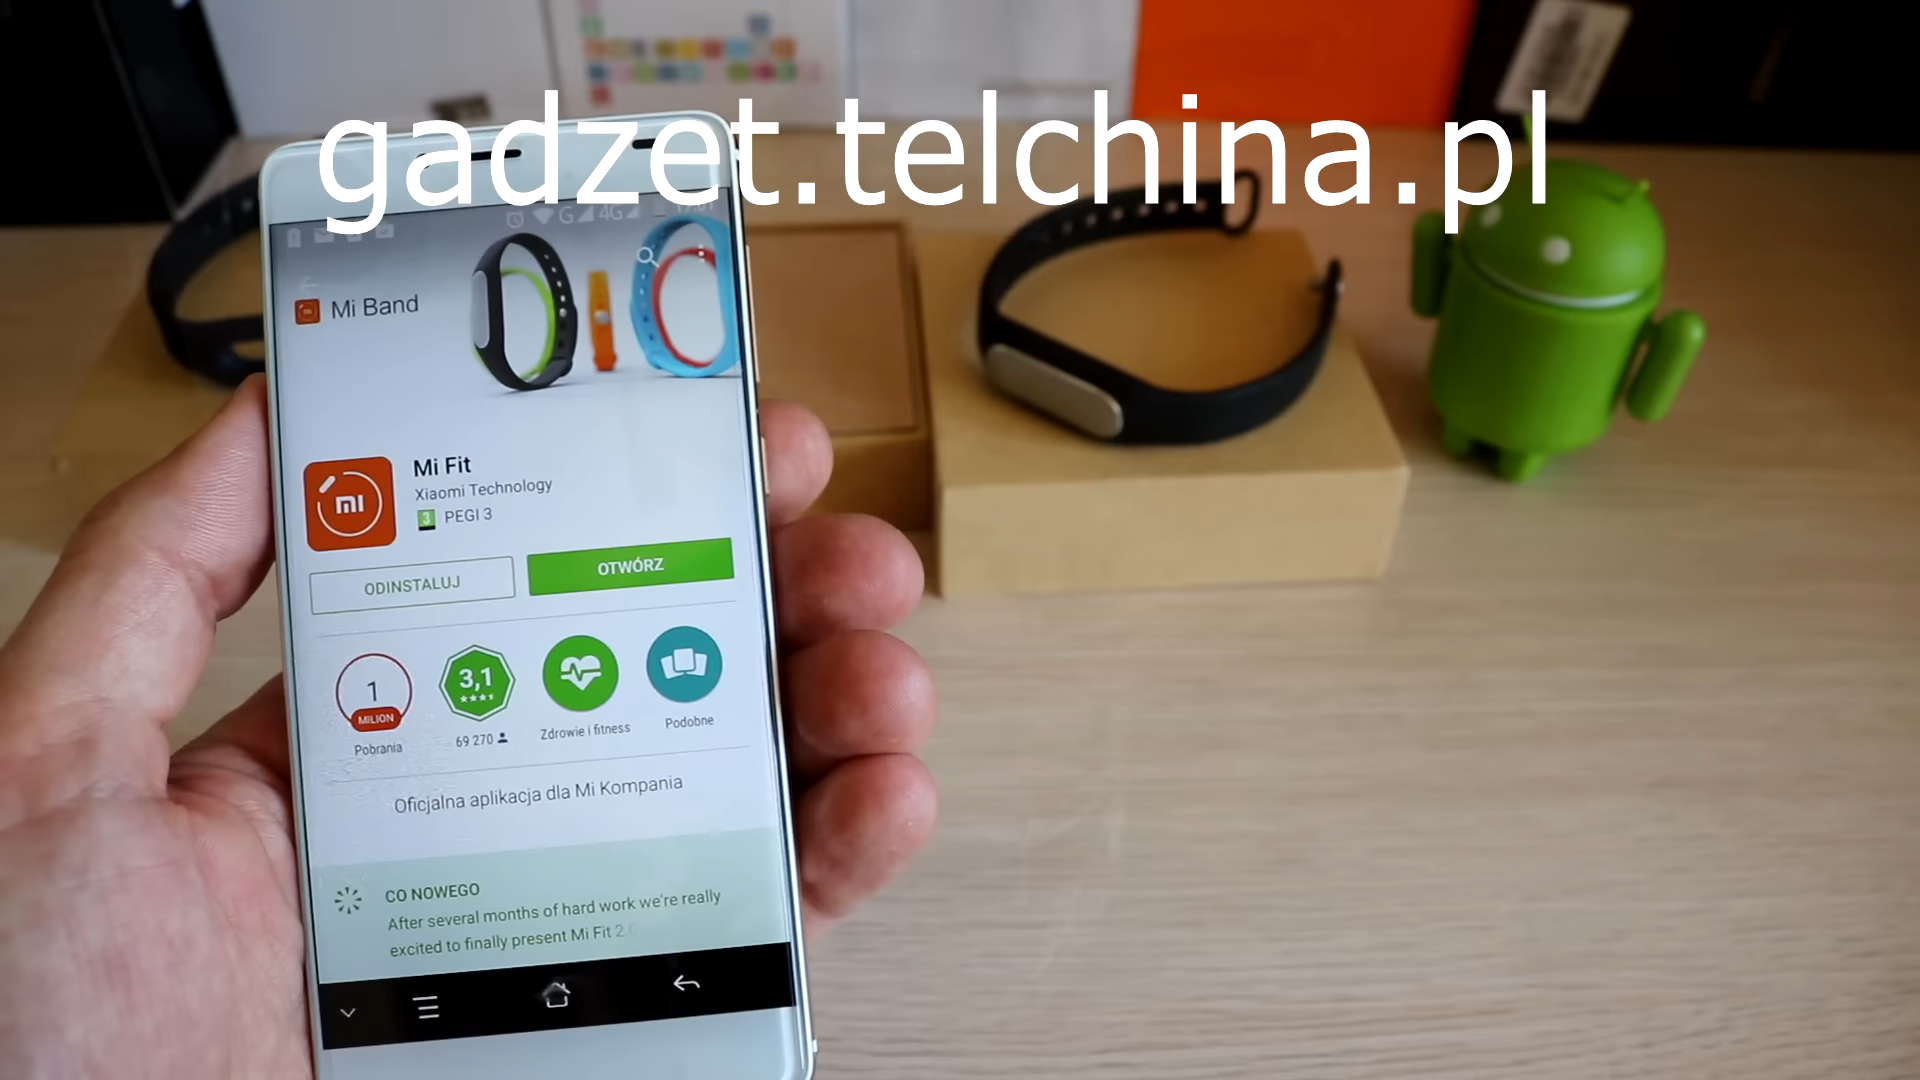 gadzet.telchina.pl
G 4G
Mi Band
Mi Fit
Xiaomi Technology
3 PEGI 3
ODINSTALUJ
OTWÓRZ
1
MILION
Pobrania
3,1
69 270
Zdrowie i fitness
Podobne
Oficjalna aplikacja dla Mi Kompania
CO NOWEGO
After several months of hard work we're really
excited to finally present Mi Fit 2.0